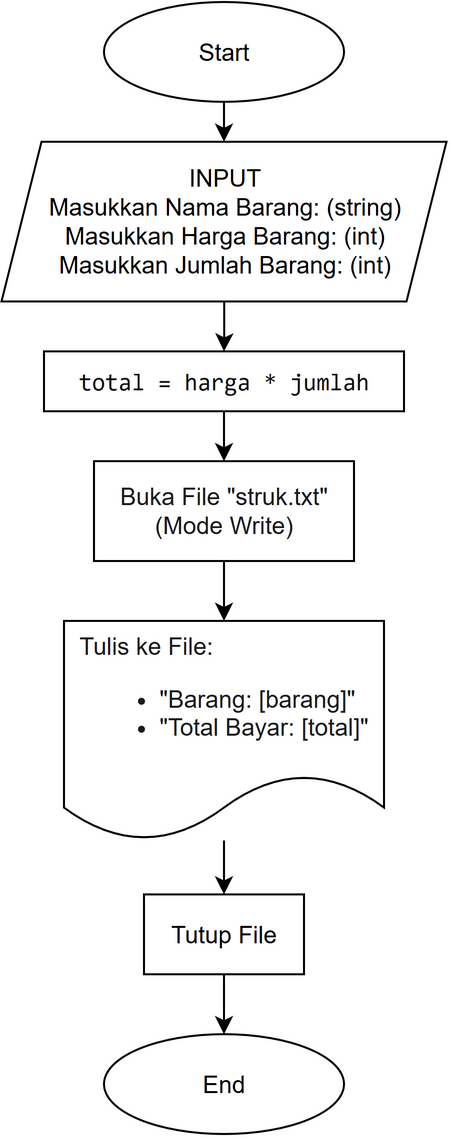 Start
INPUT
Masukkan Nama Barang: (string)
Masukkan Harga Barang: (int)
Masukkan Jumlah Barang: (int)
total = harga * jumlah
Buka File "struk.txt"
(Mode Write)
Tulis ke File:
• "Barang: [barang]"
• "Total Bayar: [total]"
Tutup File
End